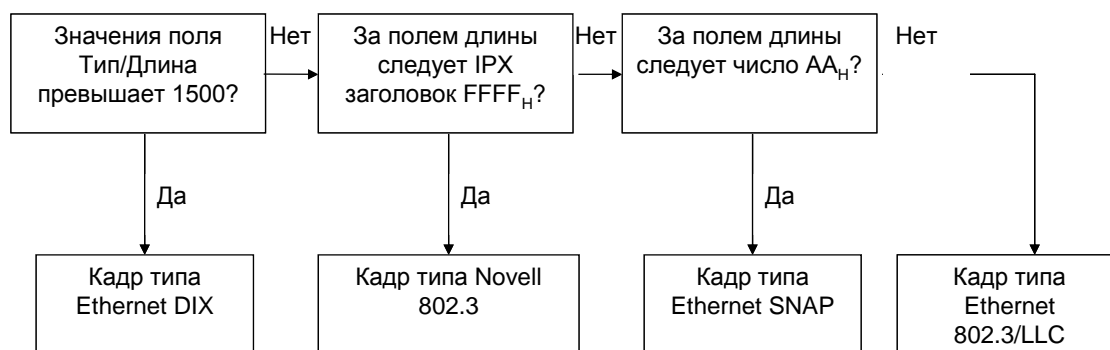 Значения поля
Тип/Длина
превышает 1500?
Нет
За полем длины
следует IPX
заголовок FFFFH?
Нет
За полем длины
следует число AAH?
Нет
Да
Да
Да
Кадр типа
Ethernet DIX
Кадр типа Novell
802.3
Кадр типа
Ethernet SNAP
Кадр типа
Ethernet
802.3/LLC